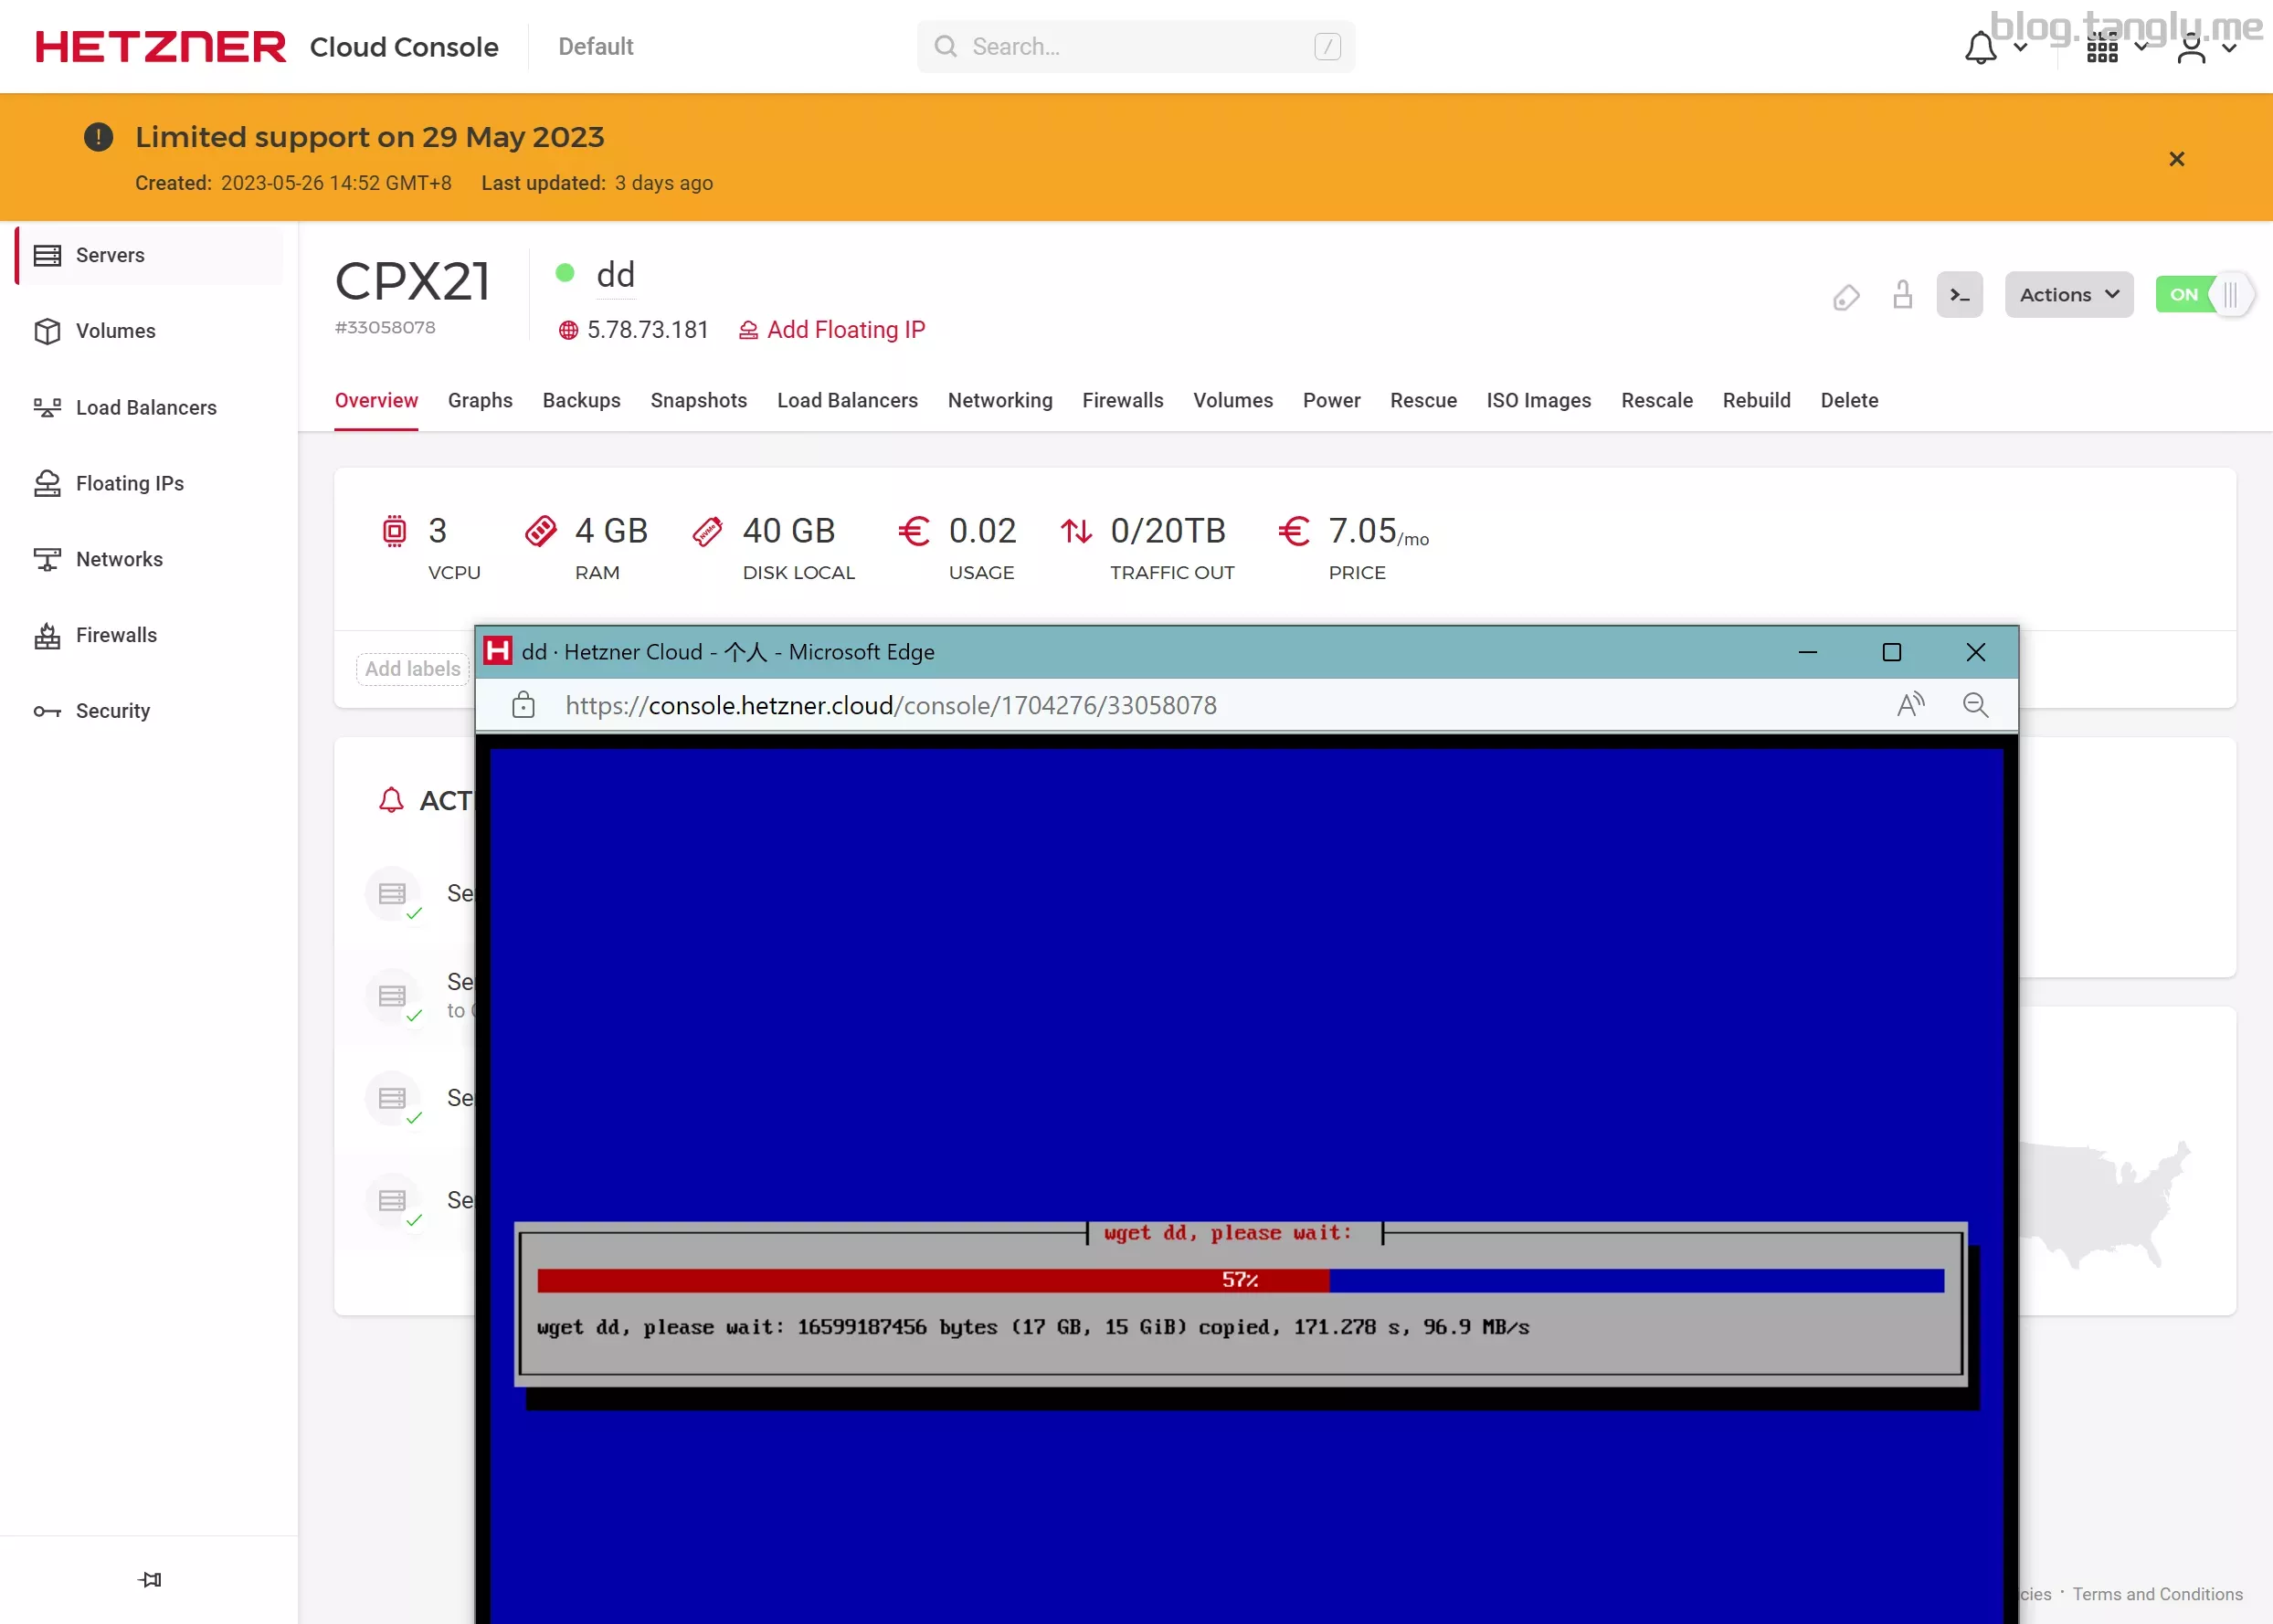 HETZNER Cloud Console Default Search... /
blog.tanglu.me
Limited support on 29 May 2023
Created: 2023-05-26 14:52 GMT+8 Last updated: 3 days ago
Servers
Volumes
Load Balancers
Floating IPs
Networks
Firewalls
Security
CPX21
#33058078
dd
5.78.73.181 Add Floating IP
>_ Actions ON
Overview Graphs Backups Snapshots Load Balancers Networking Firewalls Volumes Power Rescue ISO Images Rescale Rebuild Delete
3 4 GB 40 GB € 0.02 0/20TB € 7.05/mo
VCPU RAM DISK LOCAL USAGE TRAFFIC OUT PRICE
Add labels
H dd · Hetzner Cloud - 个人 - Microsoft Edge
https://console.hetzner.cloud/console/1704276/33058078
ACT
Se
Se
to
Se
Se
wget dd, please wait:
57%
wget dd, please wait: 16599187456 bytes (17 GB, 15 GiB) copied, 171.278 s, 96.9 MB/s
cies · Terms and Conditions